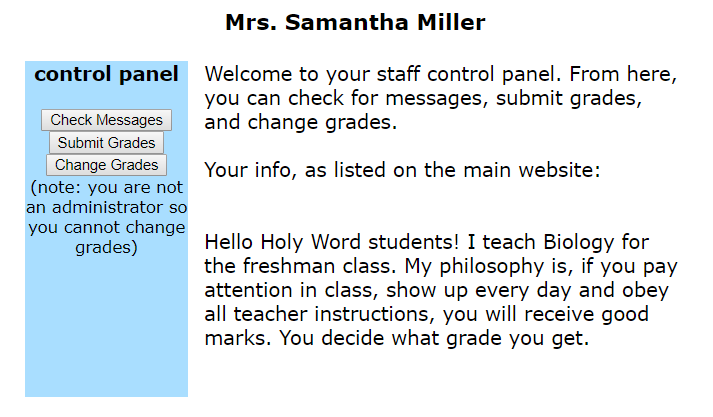 Mrs. Samantha Miller
control panel
Check Messages
Submit Grades
Change Grades
(note: you are not
an administrator so
you cannot change
grades)
Welcome to your staff control panel. From here,
you can check for messages, submit grades,
and change grades.
Your info, as listed on the main website:
Hello Holy Word students! I teach Biology for
the freshman class. My philosophy is, if you pay
attention in class, show up every day and obey
all teacher instructions, you will receive good
marks. You decide what grade you get.